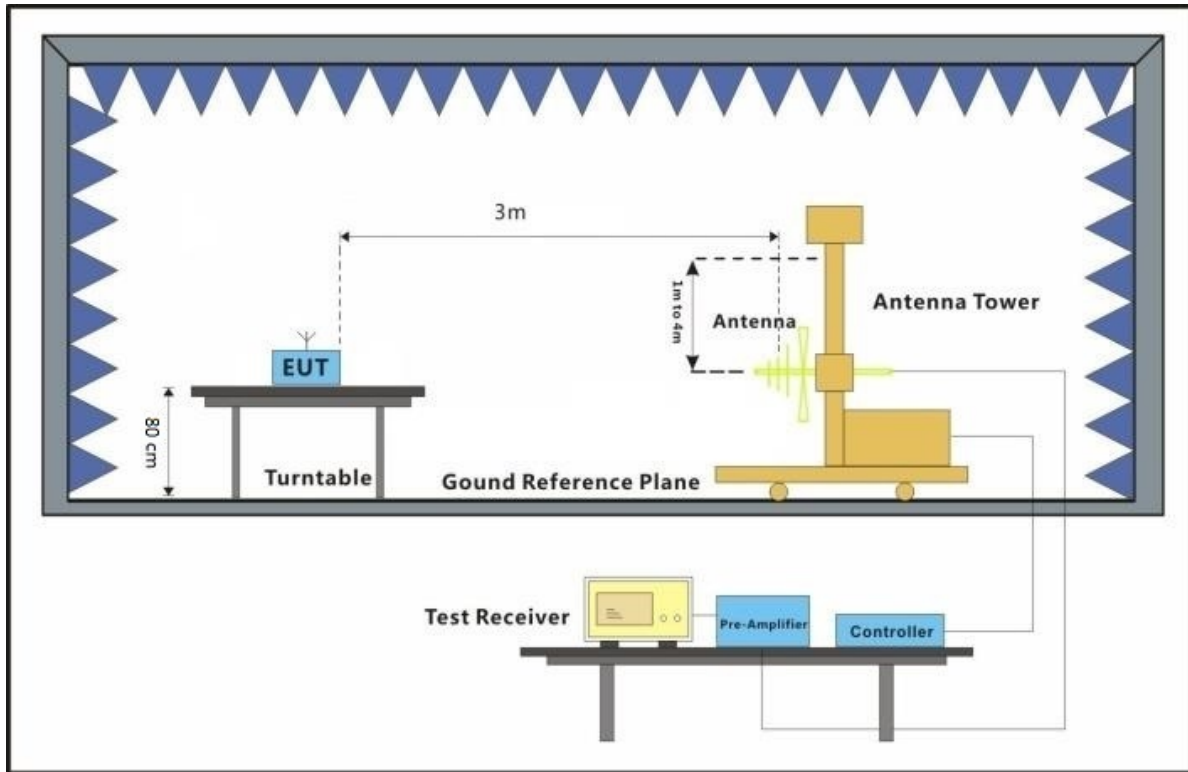 3m
1m to 4m
Antenna
Antenna Tower
EUT
80 cm
Turntable
Gound Reference Plane
Test Receiver
Pre-Amplifier
Controller